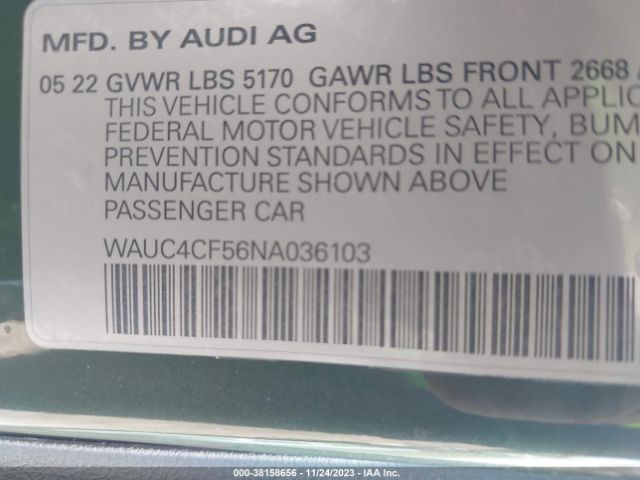 MFD. BY AUDI AG
05 22 GVWR LBS 5170 GAWR LBS FRONT 2668
THIS VEHICLE CONFORMS TO ALL APPLIC
FEDERAL MOTOR VEHICLE SAFETY, BUM
PREVENTION STANDARDS IN EFFECT ON
MANUFACTURE SHOWN ABOVE
PASSENGER CAR
WAUC4CF56NA036103
000-38158656 - 11/24/2023 - IAA Inc.